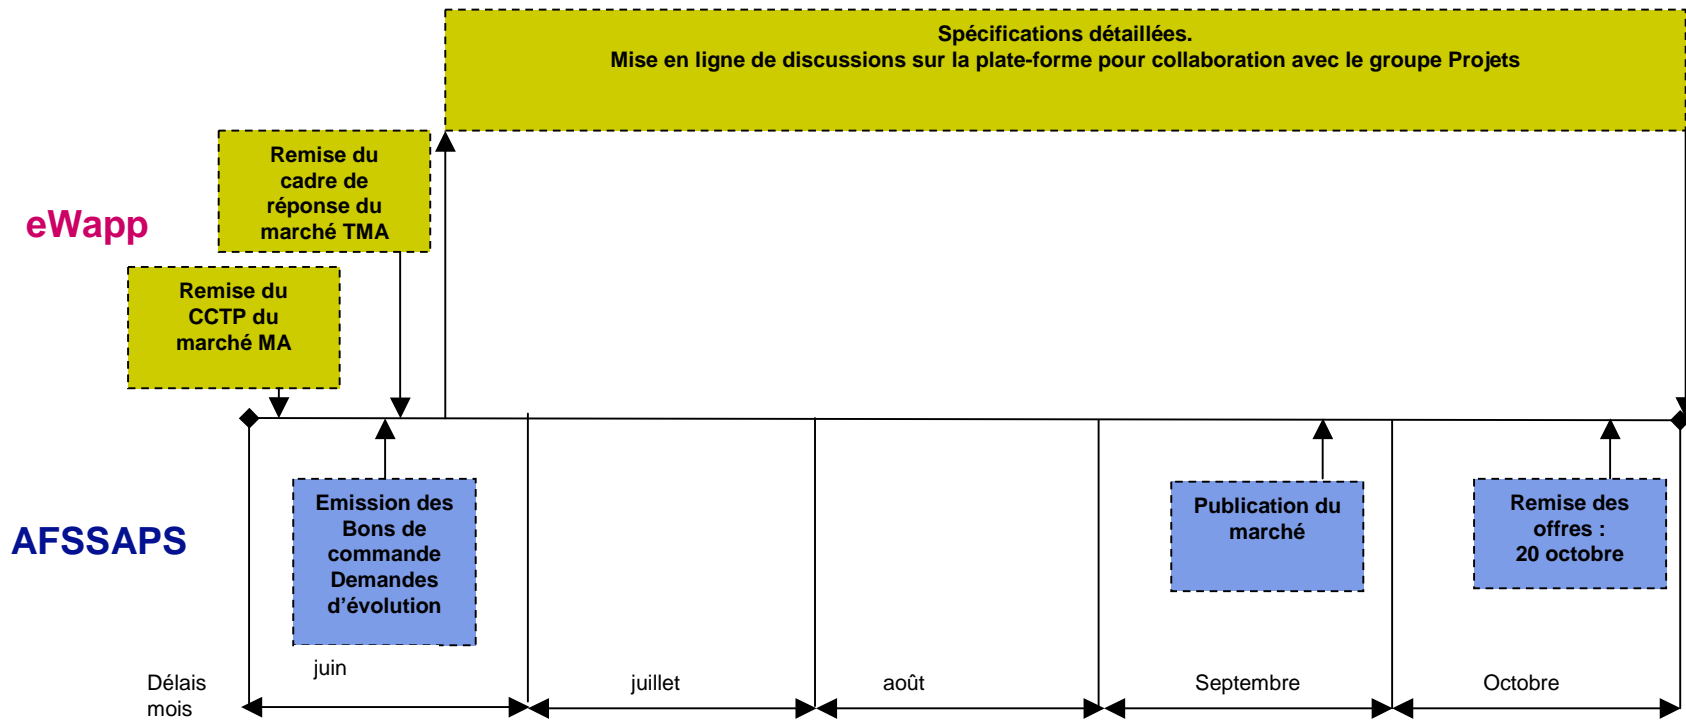 Spécifications détaillées.
Mise en ligne de discussions sur la plate-forme pour collaboration avec le groupe Projets
Remise du
cadre de
réponse du
marché TMA
eWapp
Remise du
CCTP du
marché MA
AFSSAPS
Emission des
Bons de
commande
Demandes
d’évolution
Publication du
marché
Remise des
offres :
20 octobre
Délais
mois
juin
juillet
août
Septembre
Octobre